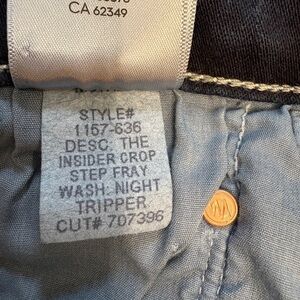 CA 62349
STYLE#
1157-636
DESC: THE
INSIDER CROP
STEP FRAY
WASH: NIGHT
TRIPPER
CUT# 707396